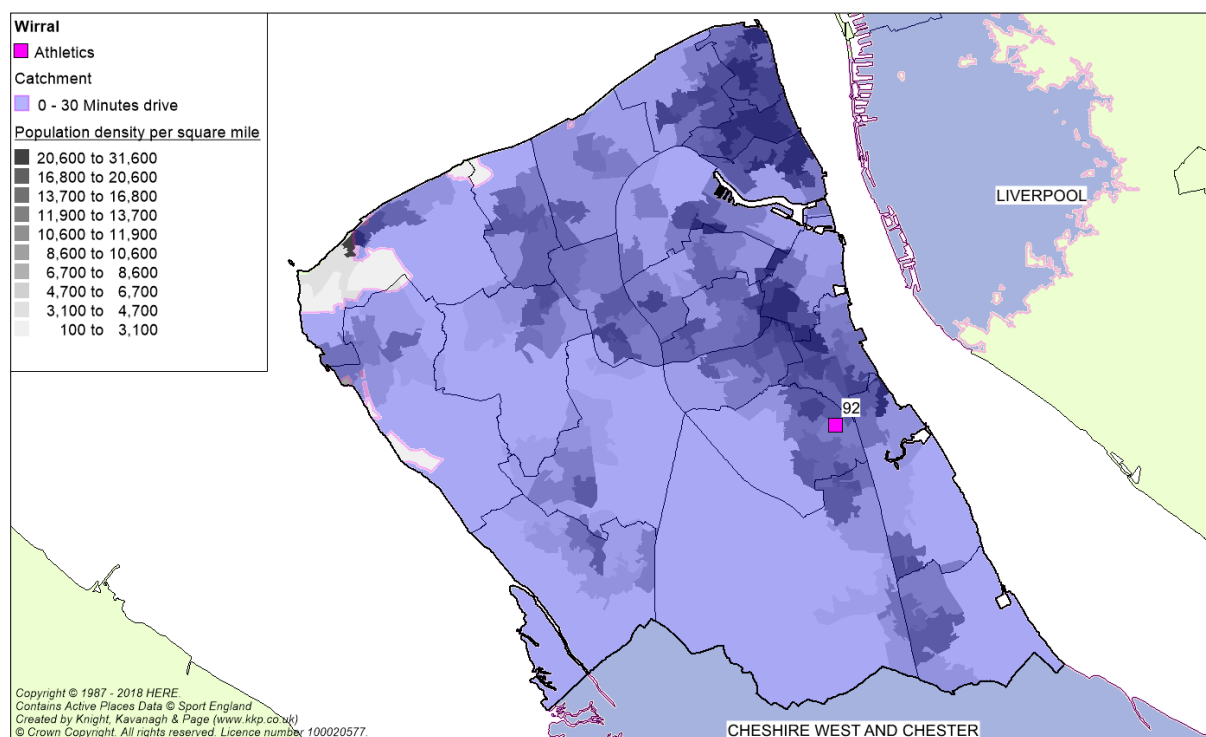 Wirral
Athletics
Catchment
0 - 30 Minutes drive
Population density per square mile
20,600 to 31,600
16,800 to 20,600
13,700 to 16,800
11,900 to 13,700
10,600 to 11,900
8,600 to 10,600
6,700 to 8,600
4,700 to 6,700
3,100 to 4,700
100 to 3,100
LIVERPOOL
92
CHESHIRE WEST AND CHESTER
Copyright © 1987 - 2018 HERE.
Contains Active Places Data © Sport England
Created by Knight, Kavanagh & Page (www.kkp.co.uk)
© Crown Copyright. All rights reserved. Licence number 100020577.